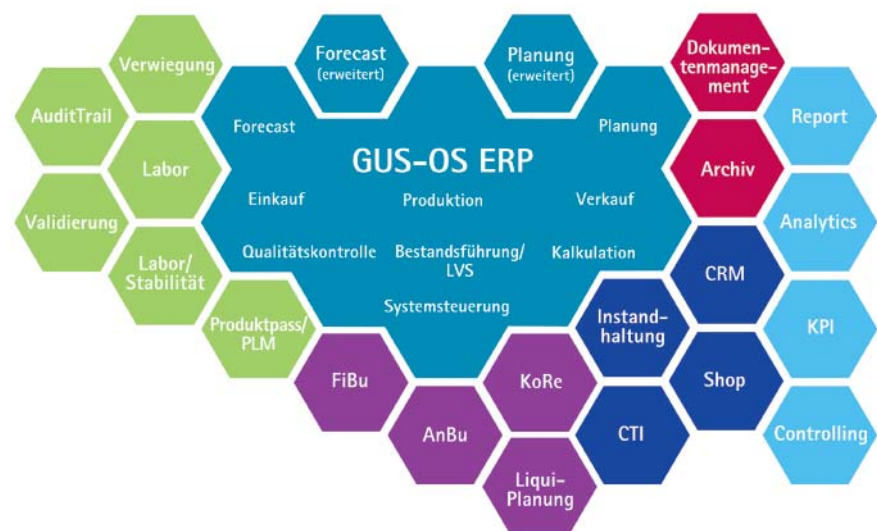 Verwiegung
AuditTrail
Labor
Validierung
Labor/
Stabilität
Produktpass/
PLM
Forecast
(erweitert)
Planung
(erweitert)
Forecast
Planung
GUS-OS ERP
Einkauf
Produktion
Verkauf
Qualitätskontrolle
Bestandsführung/
LVS
Kalkulation
Systemsteuerung
Dokumen-
tenmanage-
ment
Archiv
Report
Analytics
KPI
Controlling
CRM
Instand-
haltung
Shop
CTI
FiBu
AnBu
KoRe
Liqui-
Planung